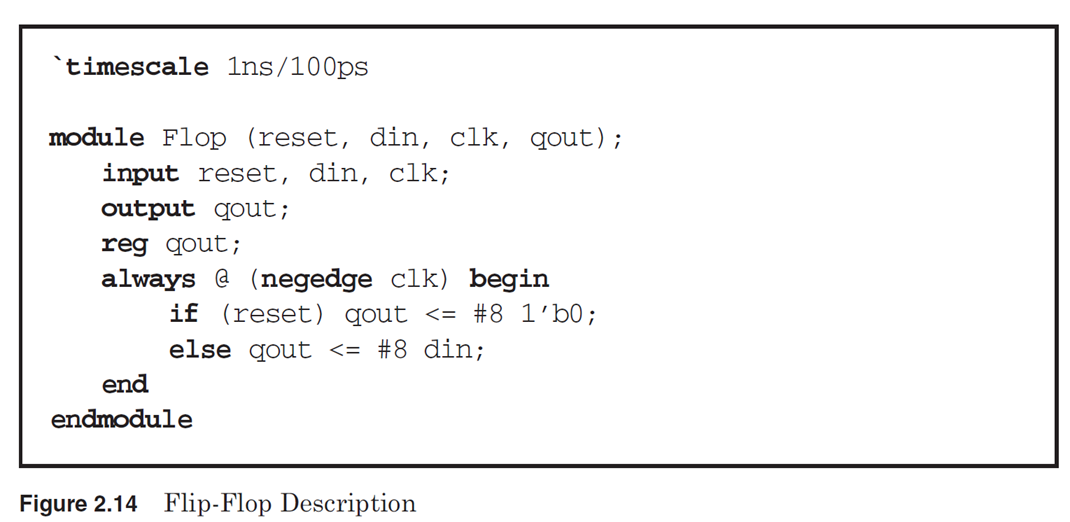 `timescale 1ns/100ps
module Flop (reset, din, clk, qout);
input reset, din, clk;
output qout;
reg qout;
always @ (negedge clk) begin
if (reset) qout <= #8 1’b0;
else qout <= #8 din;
end
endmodule
Figure 2.14 Flip-Flop Description